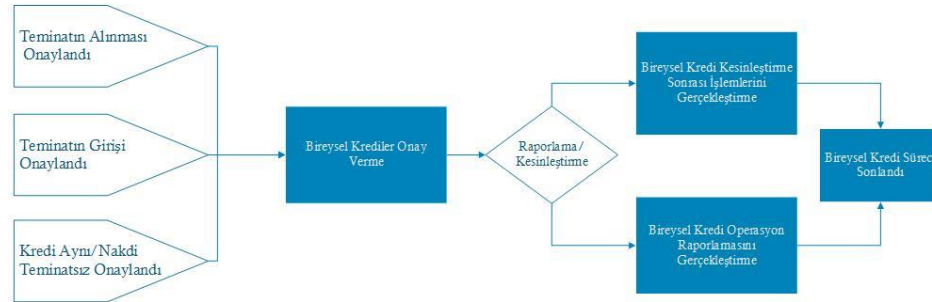 Teminatın Alınması
Onaylandı
Teminatın Girişi
Onaylandı
Kredi Aynı/Nakdi
Teminatsız Onaylandı
Bireysel Krediler Onay
Verme
Raporlama/
Kesinleştirme
Bireysel Kredi Kesinleştirme
Sonrası İşlemlerini
Gerçekleştirme
Bireysel Kredi Operasyon
Raporlamasını
Gerçekleştirme
Bireysel Kredi Sürec
Sonlandı